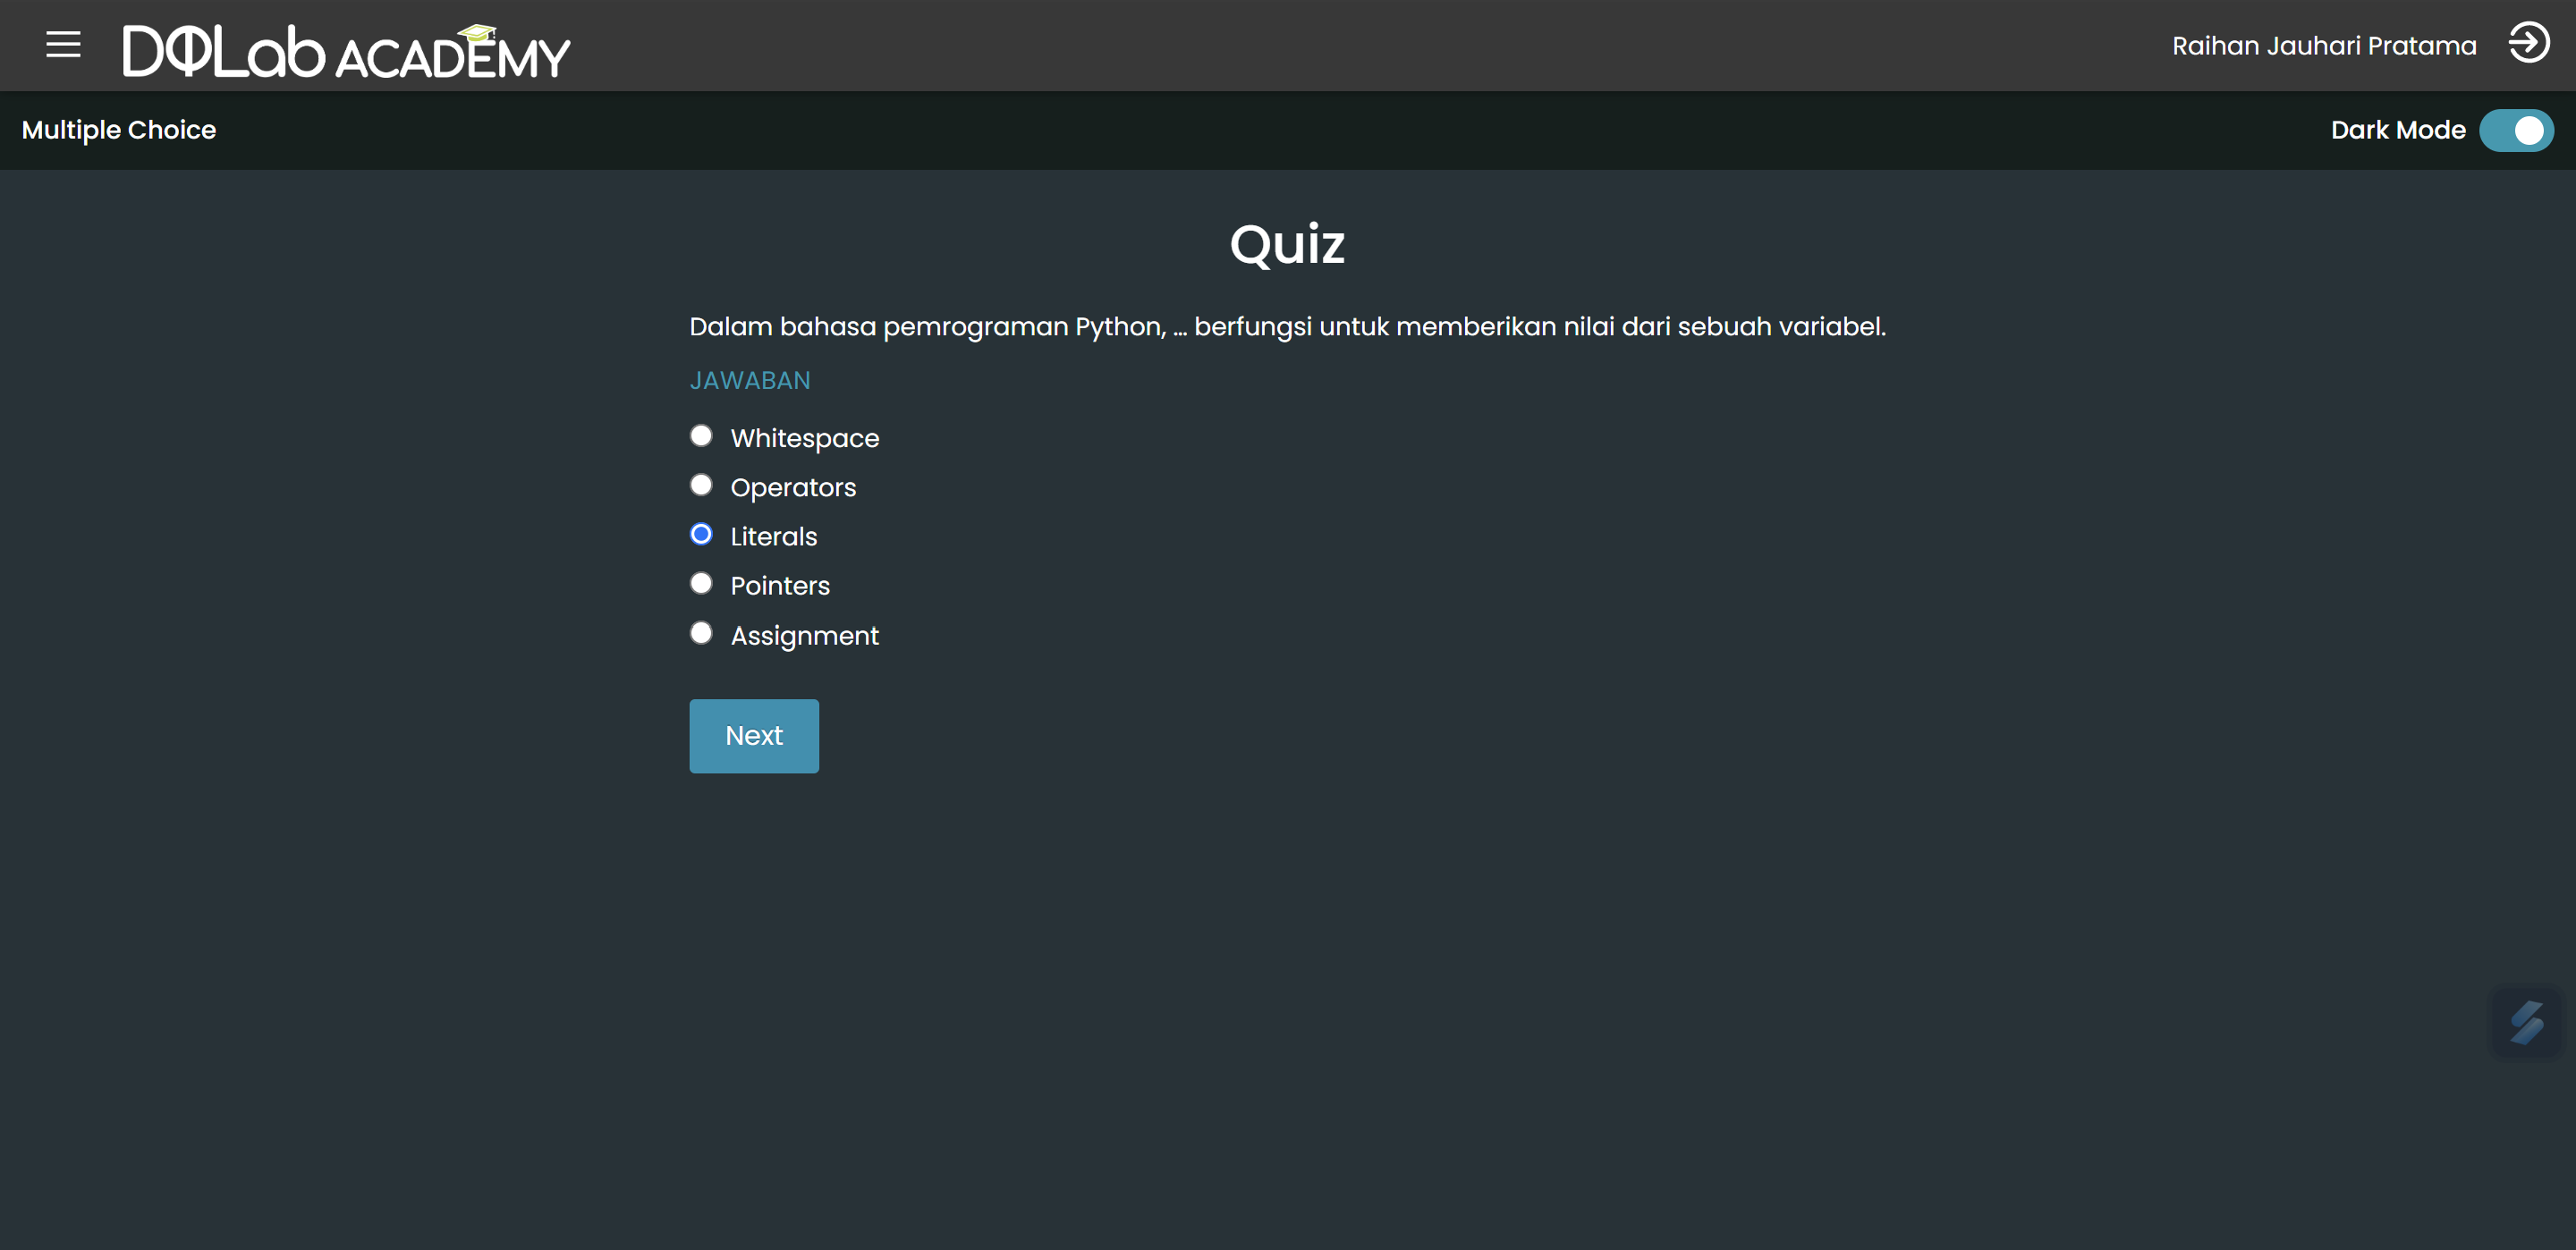 DQLab ACADEMY
Raihan Jauhari Pratama
Multiple Choice
Dark Mode
Quiz
Dalam bahasa pemrograman Python, ... berfungsi untuk memberikan nilai dari sebuah variabel.
JAWABAN
Whitespace
Operators
Literals
Pointers
Assignment
Next